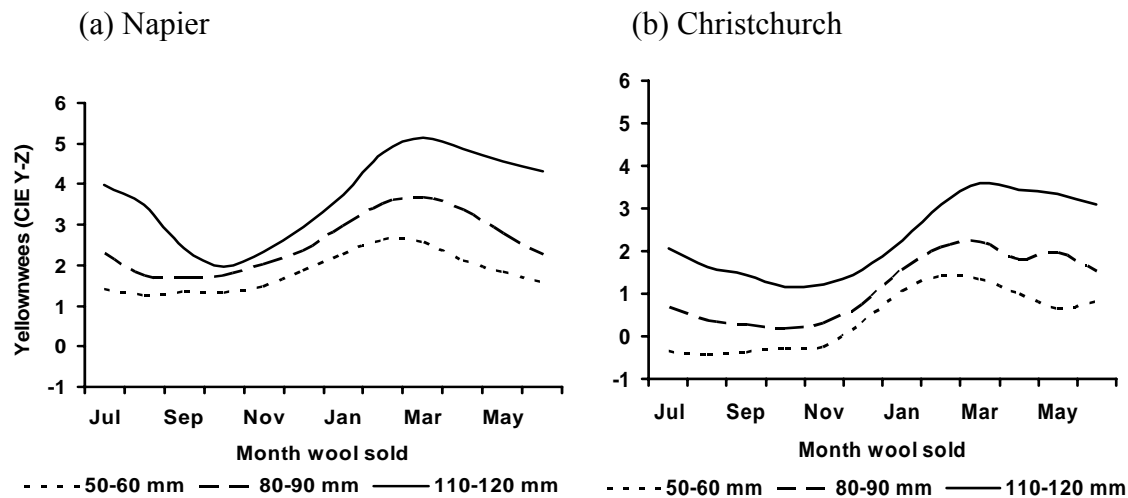 (a) Napier
Yellownwees (CIE Y-Z)
6
5
4
3
2
1
0
-1
Jul Sep Nov Jan Mar May
Month wool sold
50-60 mm 80-90 mm 110-120 mm
(b) Christchurch
6
5
4
3
2
1
0
-1
Jul Sep Nov Jan Mar May
Month wool sold
50-60 mm 80-90 mm 110-120 mm